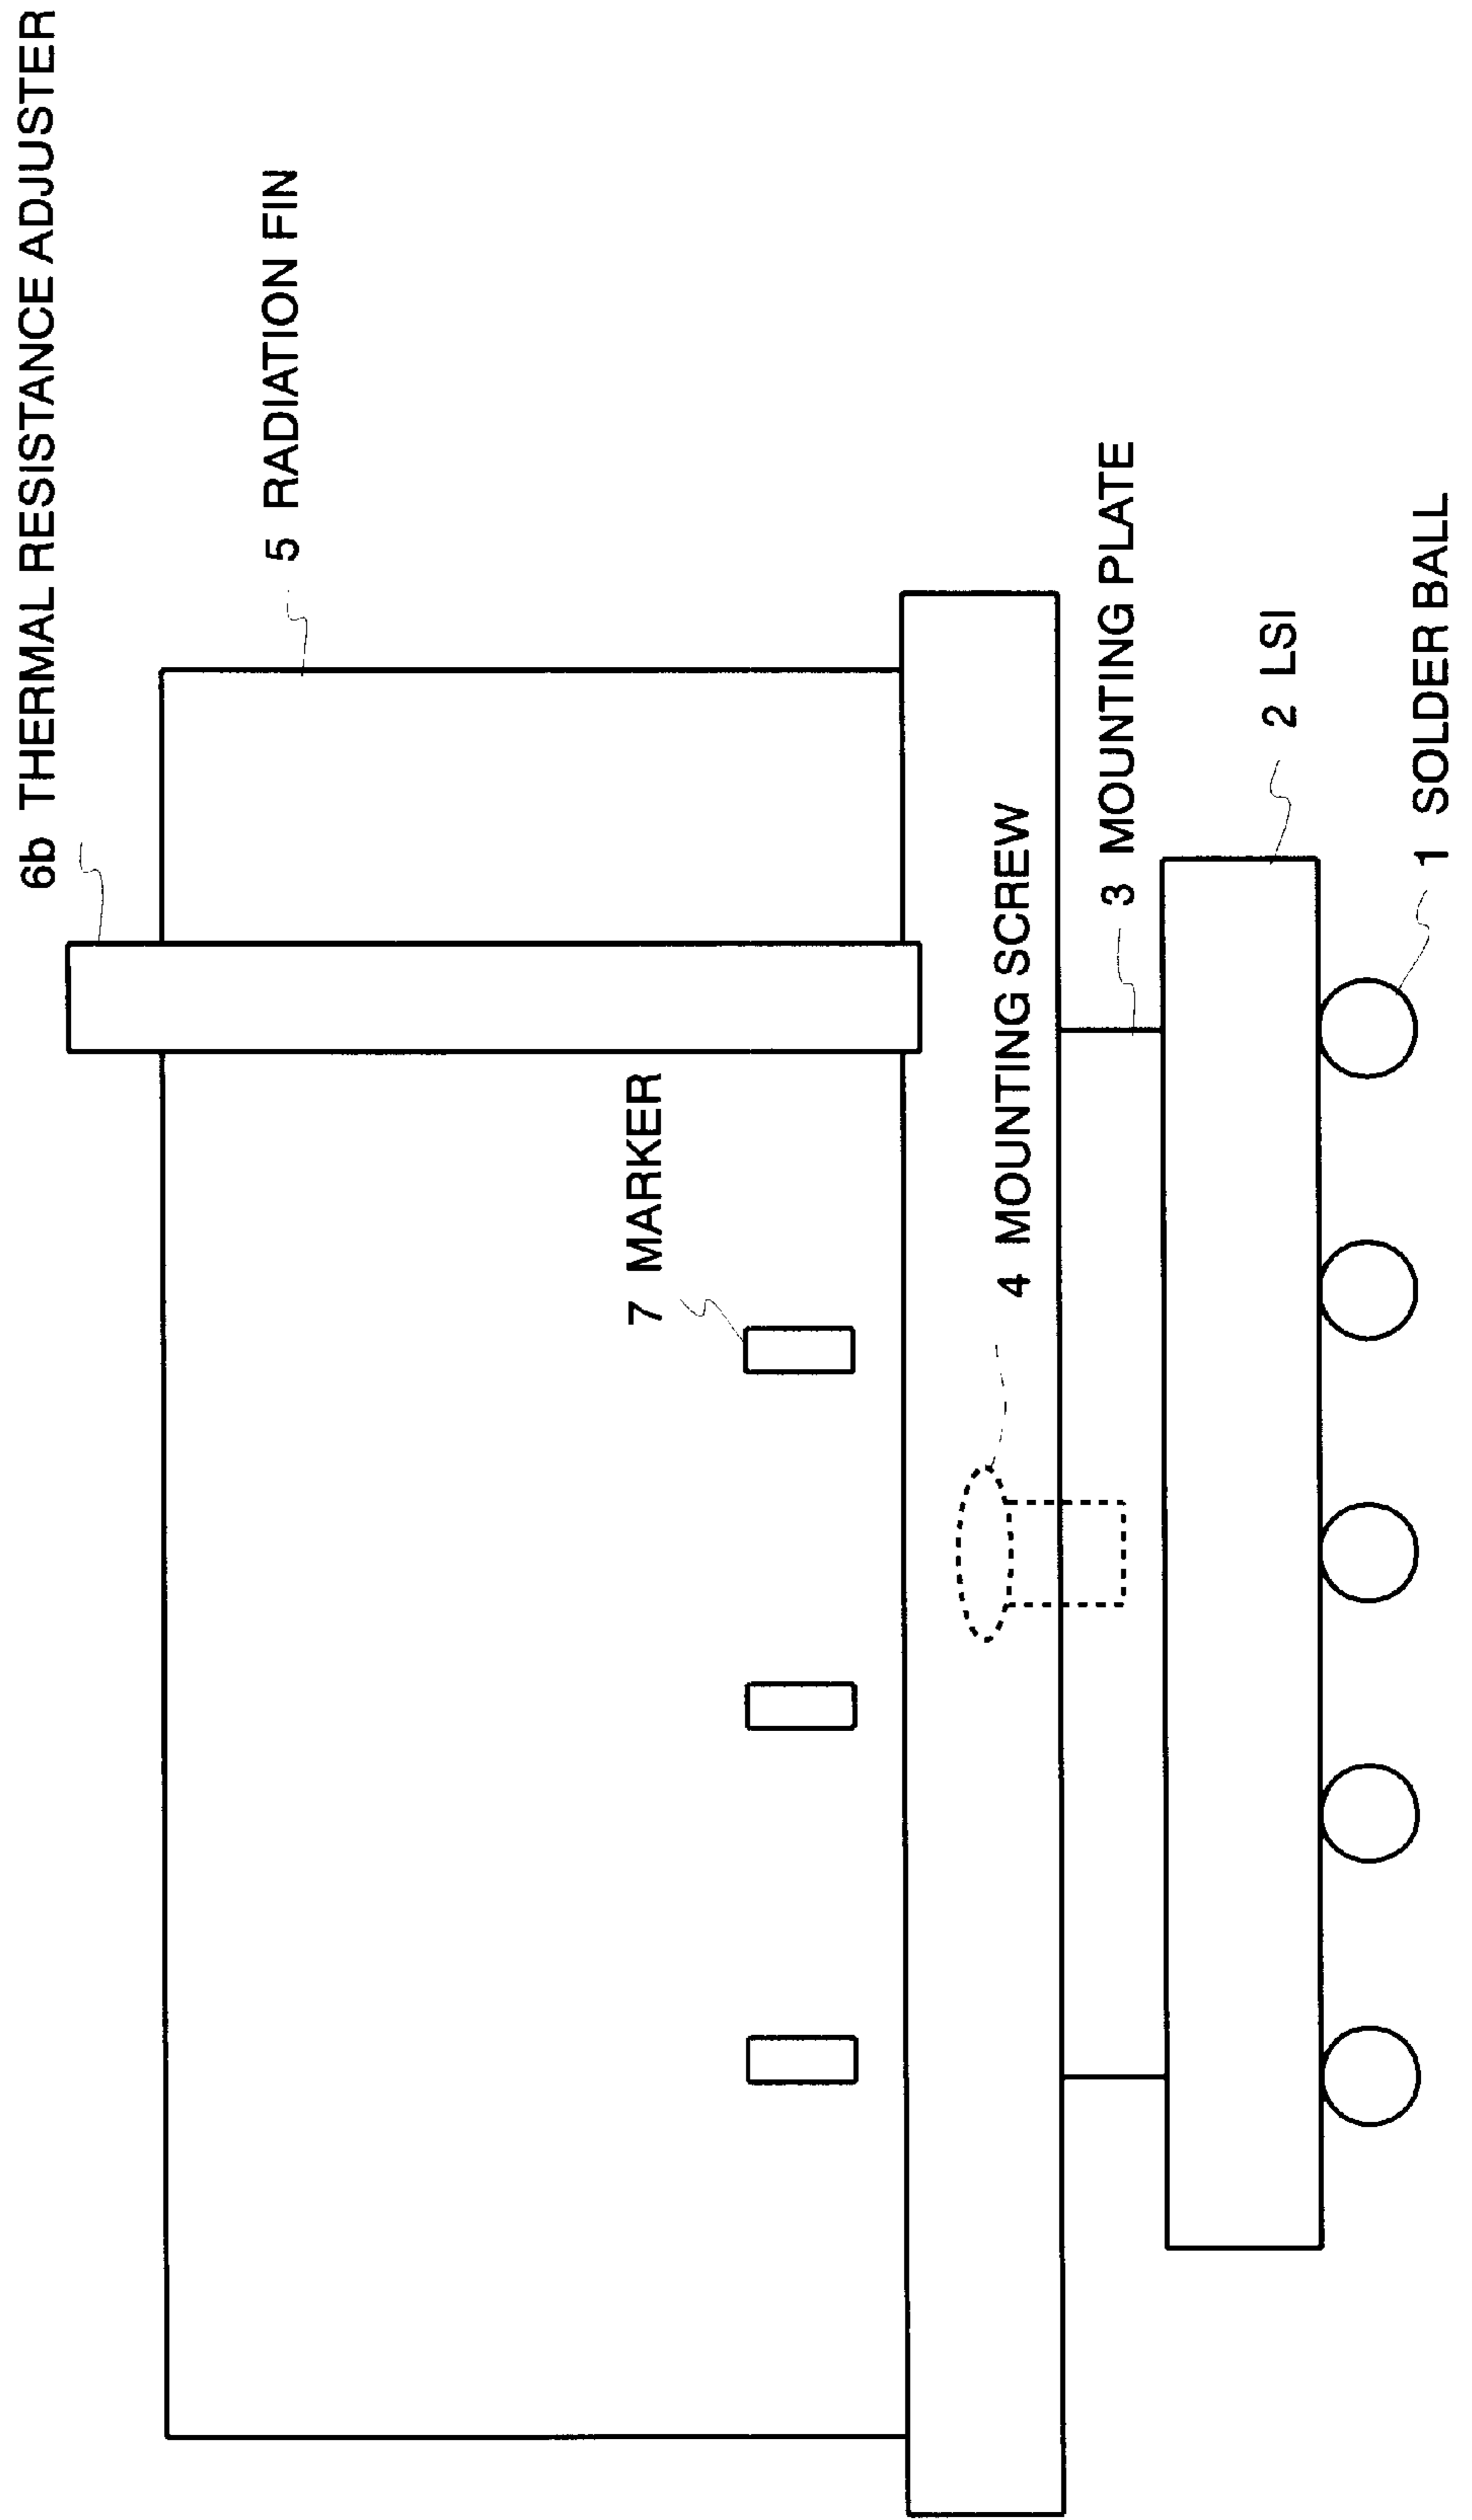 6b THERMAL RESISTANCE ADJUSTER
5 RADIATION FIN
7 MARKER
4 MOUNTING SCREW
3 MOUNTING PLATE
2 LSI
1 SOLDER BALL